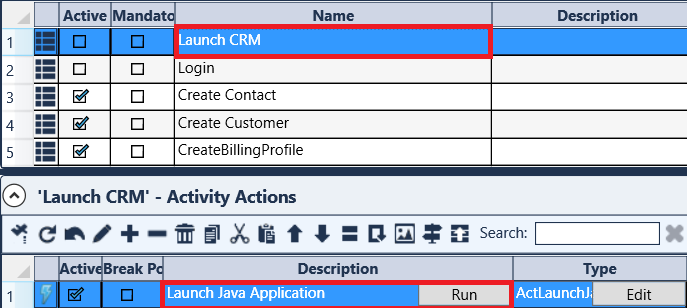 Active Mandato Name Description
1 Launch CRM
2 Login
3 Create Contact
4 Create Customer
5 CreateBillingProfile
'Launch CRM' - Activity Actions
Search:
Active Break Po Description Type
1 Launch Java Application Run ActLaunchJa Edit